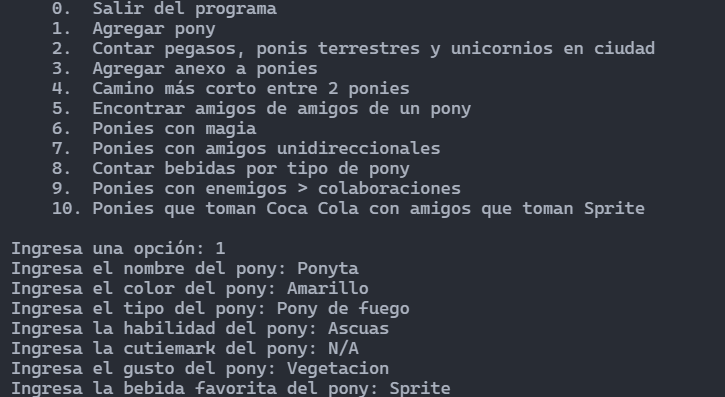 0. Salir del programa
1. Agregar pony
2. Contar pegasos, ponis terrestres y unicornios en ciudad
3. Agregar anexo a ponies
4. Camino más corto entre 2 ponies
5. Encontrar amigos de amigos de un pony
6. Ponies con magia
7. Ponies con amigos unidireccionales
8. Contar bebidas por tipo de pony
9. Ponies con enemigos > colaboraciones
10. Ponies que toman Coca Cola con amigos que toman Sprite
Ingresa una opción: 1
Ingresa el nombre del pony: Ponyta
Ingresa el color del pony: Amarillo
Ingresa el tipo del pony: Pony de fuego
Ingresa la habilidad del pony: Ascuas
Ingresa la cutiemark del pony: N/A
Ingresa el gusto del pony: Vegetacion
Ingresa la bebida favorita del pony: Sprite